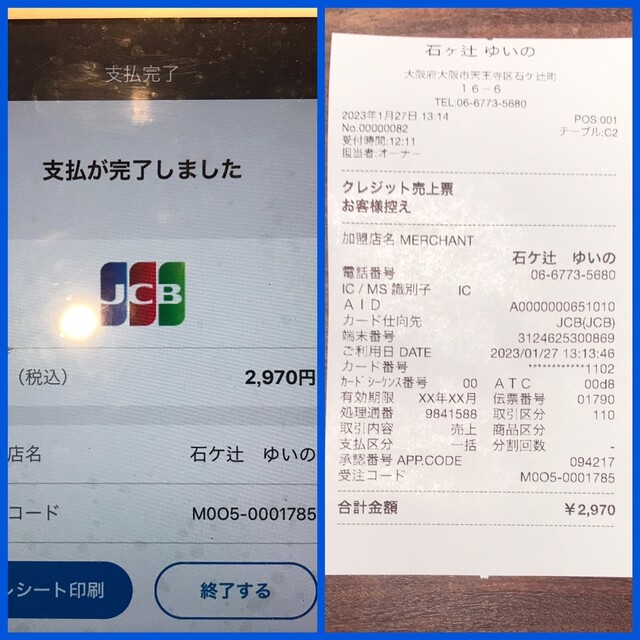 支払完了
支払が完了しました
JCB
(税込) 2,970円
店名 石ケ辻 ゆいの
コード M0O5-0001785
レシート印刷 終了する
石ヶ辻 ゆいの
大阪府大阪市天王寺区石ケ辻町
16-6
TEL:06-6773-5680
2023年1月27日 13:14 POS:001
No.00000082 テーブル:C2
受付時間:12:11
担当者:オーナー
クレジット売上票
お客様控え
加盟店名 MERCHANT
石ケ辻 ゆいの
電話番号 06-6773-5680
IC / MS 識別子 IC
AID A0000000651010
カード仕向先 JCB(JCB)
端末番号 3124625300869
ご利用日 DATE 2023/01/27 13:13:46
カード番号 ************1102
カードシーケンス番号 00 ATC 00d8
有効期限 XX年XX月 伝票番号 01790
処理通番 9841588 取引区分 110
取引内容 売上 商品区分
支払区分 一括 分割回数 -
承認番号 APP.CODE 094217
受注コード M0O5-0001785
合計金額 ¥2,970